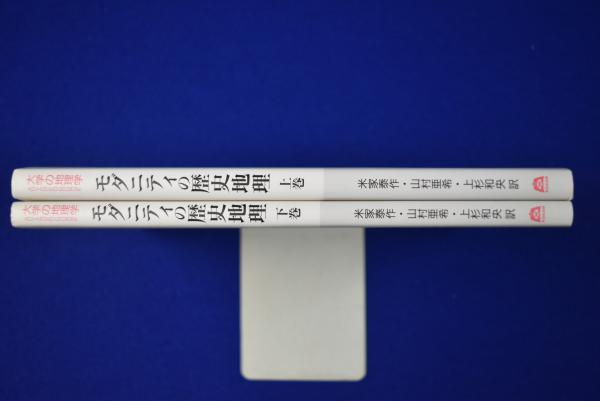 大学の地理学 モダニティの歴史地理 上巻 米家泰作・山村亜希・上杉和央 訳
大学の地理学 モダニティの歴史地理 下巻 米家泰作・山村亜希・上杉和央 訳